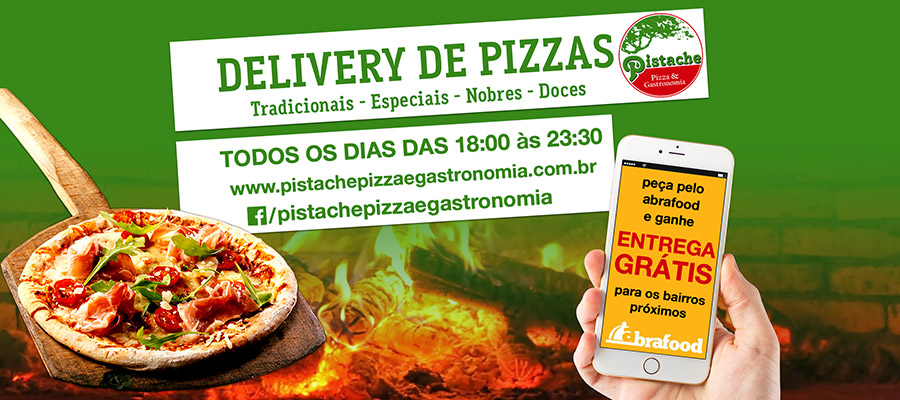 DELIVERY DE PIZZAS
Tradicionais - Especiais - Nobres - Doces
Pistache
Pizza &
Gastronomia
TODOS OS DIAS DAS 18:00 às 23:30
www.pistachepizzaegastronomia.com.br
f/pistachepizzaegastronomia
peça pelo
abrafood
e ganhe
ENTREGA
GRÁTIS
para os bairros
próximos
abrafood